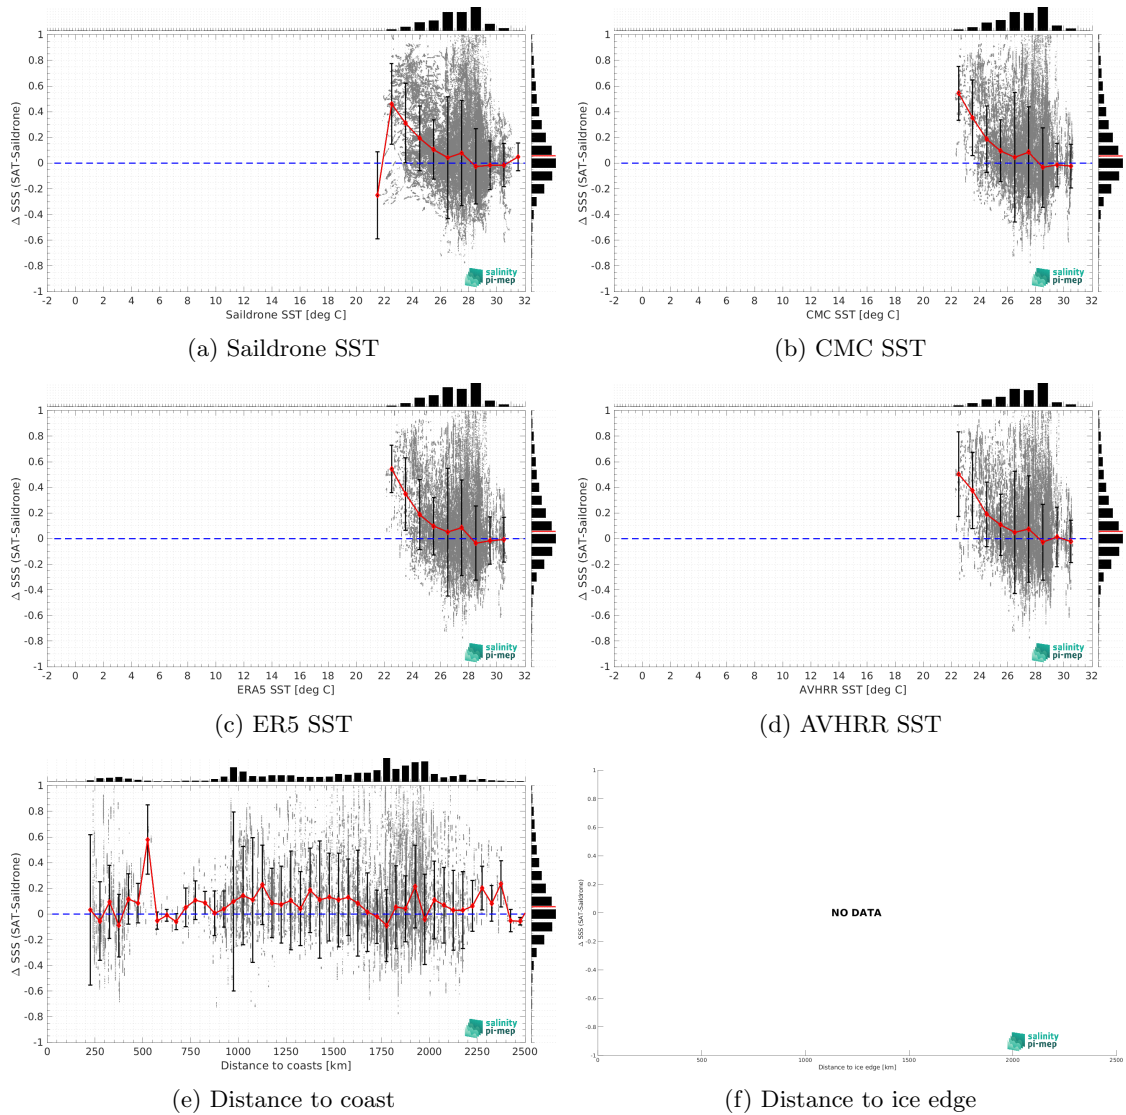 1
0.8
0.6
0.4
0.2
0
-0.2
-0.4
-0.6
-0.8
-1
Δ SSS (SAT-Saildrone)
salinity
pi-mep
-2 0 2 4 6 8 10 12 14 16 18 20 22 24 26 28 30 32
Saildrone SST [deg C]
(a) Saildrone SST
1
0.8
0.6
0.4
0.2
0
-0.2
-0.4
-0.6
-0.8
-1
Δ SSS (SAT-Saildrone)
salinity
pi-mep
-2 0 2 4 6 8 10 12 14 16 18 20 22 24 26 28 30 32
CMC SST [deg C]
(b) CMC SST
1
0.8
0.6
0.4
0.2
0
-0.2
-0.4
-0.6
-0.8
-1
Δ SSS (SAT-Saildrone)
salinity
pi-mep
-2 0 2 4 6 8 10 12 14 16 18 20 22 24 26 28 30 32
ERA5 SST [deg C]
(c) ER5 SST
1
0.8
0.6
0.4
0.2
0
-0.2
-0.4
-0.6
-0.8
-1
Δ SSS (SAT-Saildrone)
salinity
pi-mep
-2 0 2 4 6 8 10 12 14 16 18 20 22 24 26 28 30 32
AVHRR SST [deg C]
(d) AVHRR SST
1
0.8
0.6
0.4
0.2
0
-0.2
-0.4
-0.6
-0.8
-1
Δ SSS (SAT-Saildrone)
salinity
pi-mep
0 250 500 750 1000 1250 1500 1750 2000 2250 2500
Distance to coasts [km]
(e) Distance to coast
1
0.8
0.6
0.4
0.2
0
-0.2
-0.4
-0.6
-0.8
-1
Δ SSS (SAT-Saildrone)
NO DATA
salinity
pi-mep
0 500 1000 1500 2000 2500
Distance to ice edge [km]
(f) Distance to ice edge